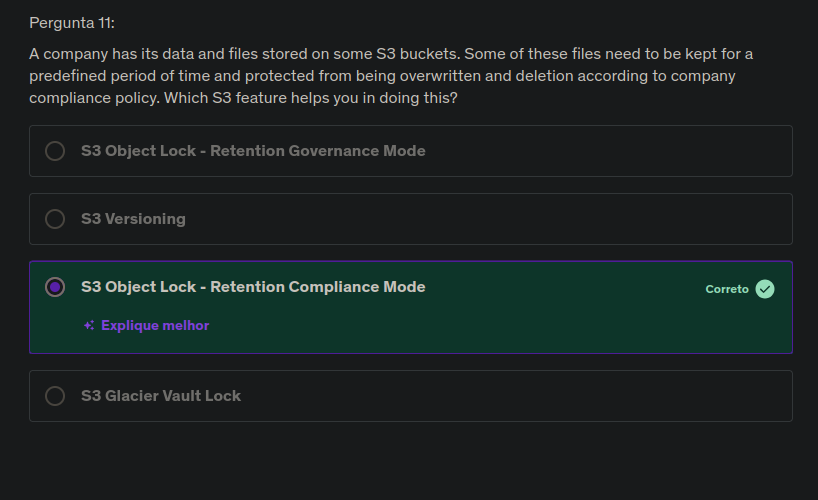 Pergunta 11:
A company has its data and files stored on some S3 buckets. Some of these files need to be kept for a
predefined period of time and protected from being overwritten and deletion according to company
compliance policy. Which S3 feature helps you in doing this?
S3 Object Lock - Retention Governance Mode
S3 Versioning
S3 Object Lock - Retention Compliance Mode
Correto
Explique melhor
S3 Glacier Vault Lock